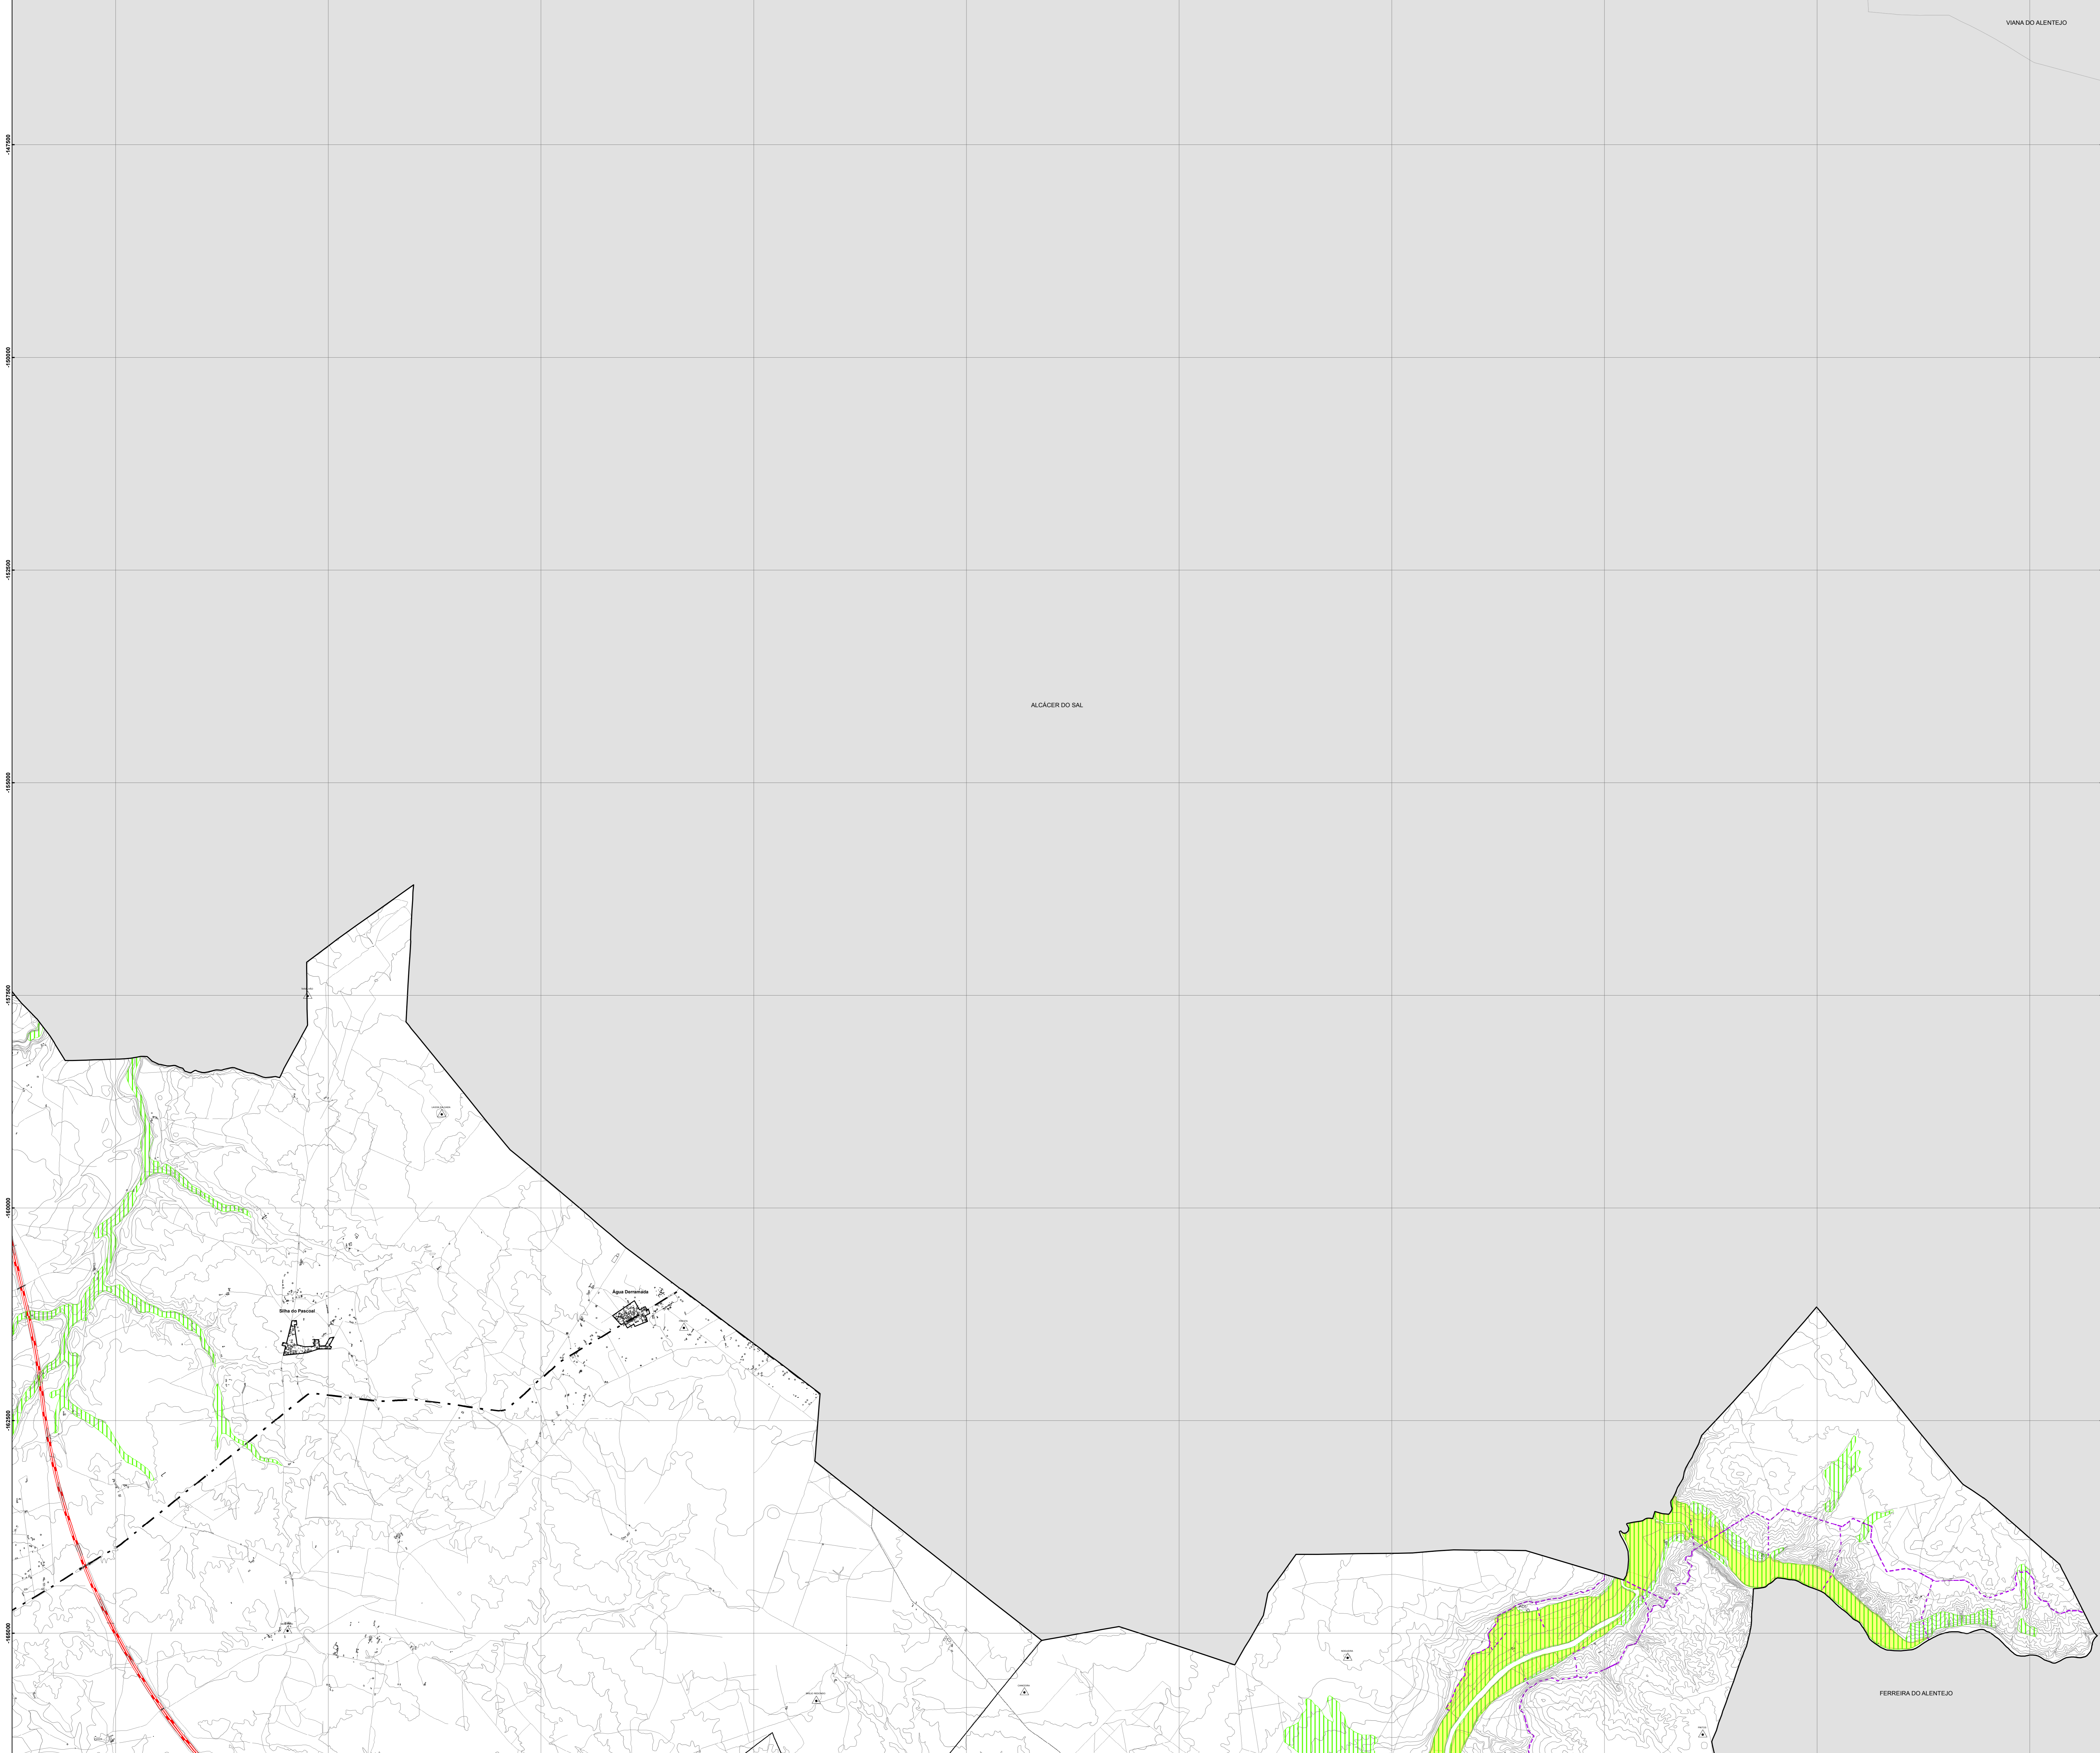 VIANA DO ALENTEJO
-147500
-150000
-152500
ALCÁCER DO SAL
-155000
-157500
-160000
Água Derramada
Silha do Pascoal
-162500
-165000
FERREIRA DO ALENTEJO